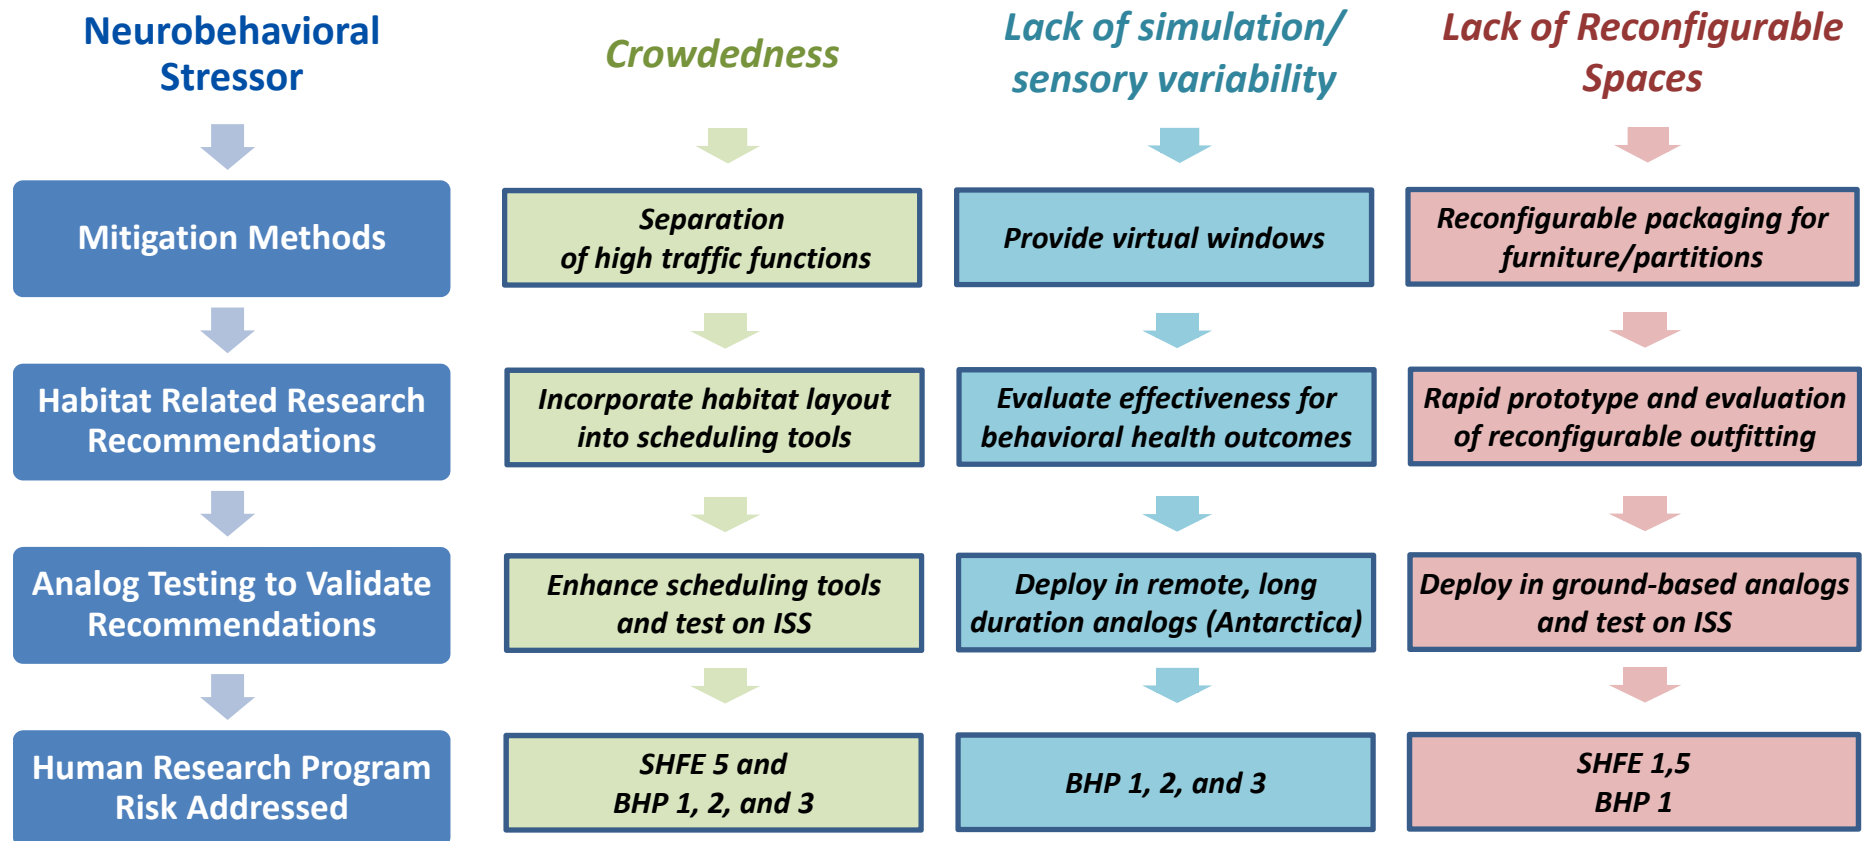 Neurobehavioral
Stressor
Crowdedness
Lack of simulation/
sensory variability
Lack of Reconfigurable
Spaces
Mitigation Methods
Separation
of high traffic functions
Provide virtual windows
Reconfigurable packaging for
furniture/partitions
Habitat Related Research
Recommendations
Incorporate habitat layout
into scheduling tools
Evaluate effectiveness for
behavioral health outcomes
Rapid prototype and evaluation
of reconfigurable outfitting
Analog Testing to Validate
Recommendations
Enhance scheduling tools
and test on ISS
Deploy in remote, long
duration analogs (Antarctica)
Deploy in ground-based analogs
and test on ISS
Human Research Program
Risk Addressed
SHFE 5 and
BHP 1, 2, and 3
BHP 1, 2, and 3
SHFE 1,5
BHP 1